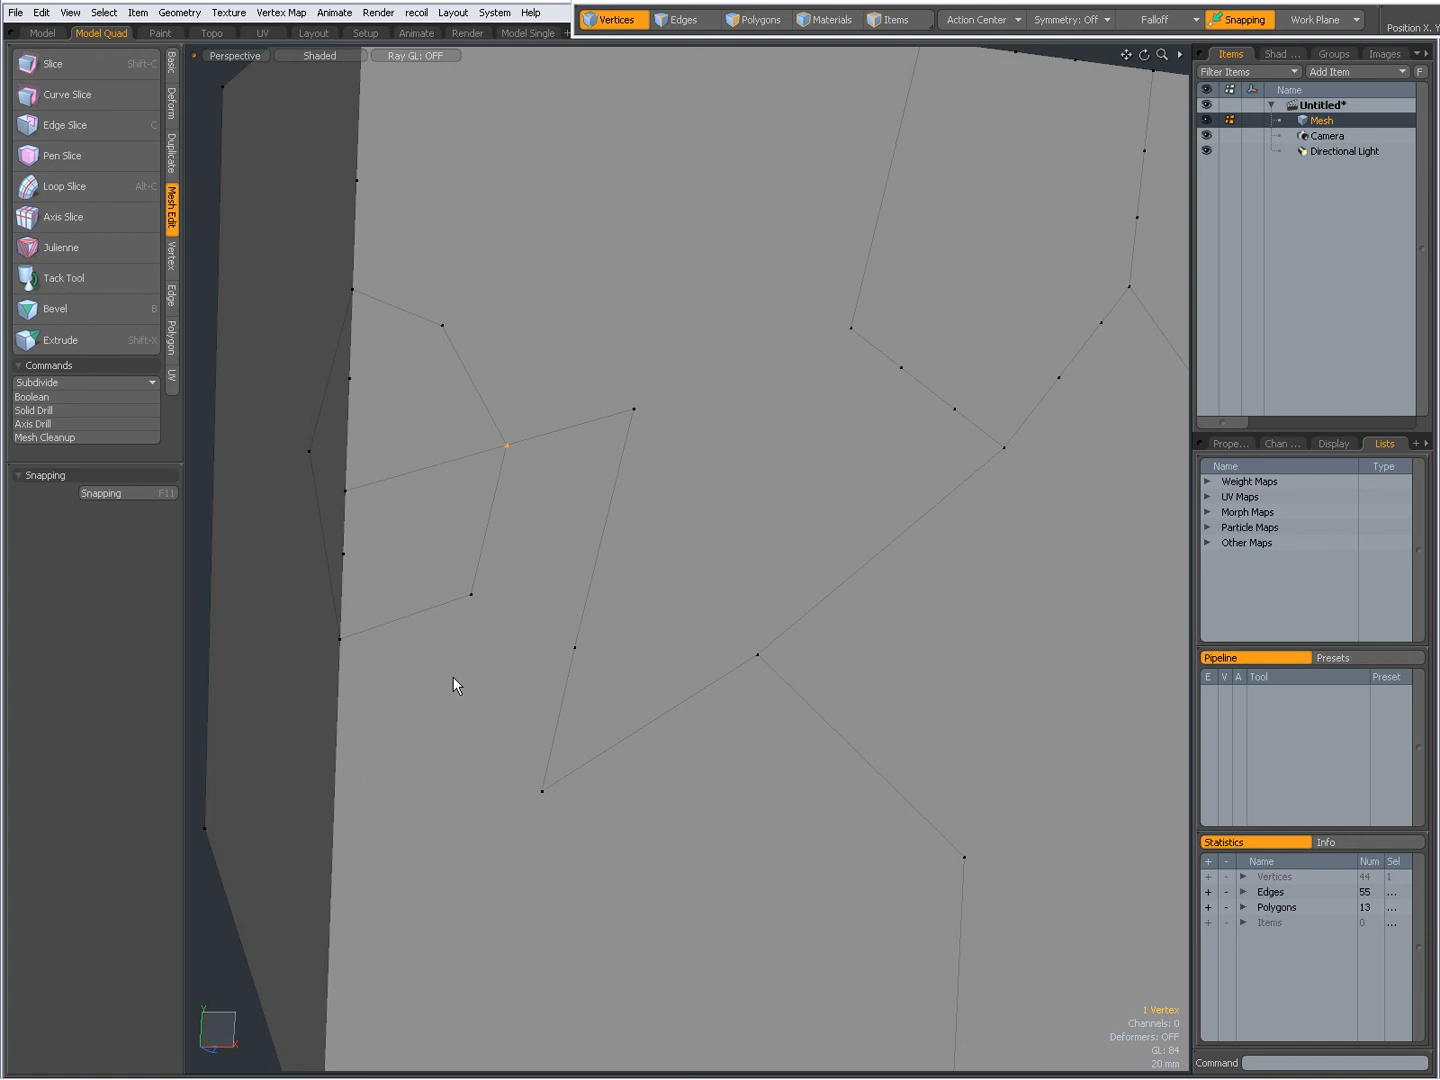 File Edit View Select Item Geometry Texture Vertex Map Animate Render recoil Layout System Help
Vertices Edges Polygons Materials Items Action Center Symmetry: Off Falloff Snapping Work Plane Position X, Y
Model Model Quad Paint Topo UV Layout Setup Animate Render Model Single +
Perspective Shaded Ray GL: OFF
Slice Shift-C
Curve Slice
Edge Slice C
Pen Slice
Loop Slice Alt-C
Axis Slice
Julienne
Tack Tool
Bevel B
Extrude Shift-X
Commands
Subdivide
Boolean
Solid Drill
Axis Drill
Mesh Cleanup
Snapping
Snapping F11
Basic
Deform
Duplicate
Mesh Edit
Vertex
Edge
Polygon
UV
Items Shad ... Groups Images
Filter Items Add Item F
Name
Untitled*
Mesh
Camera
Directional Light
Prope... Chan ... Display Lists +
Name Type
Weight Maps
UV Maps
Morph Maps
Particle Maps
Other Maps
Pipeline Presets
E V A Tool Preset
Statistics Info
+ - Name Num Sel
+ - Vertices 44 1
+ - Edges 55 ...
+ - Polygons 13 ...
+ - Items 0 ...
1 Vertex
Channels: 0
Deformers: OFF
GL: 84
20 mm
Y
X
Z
Command